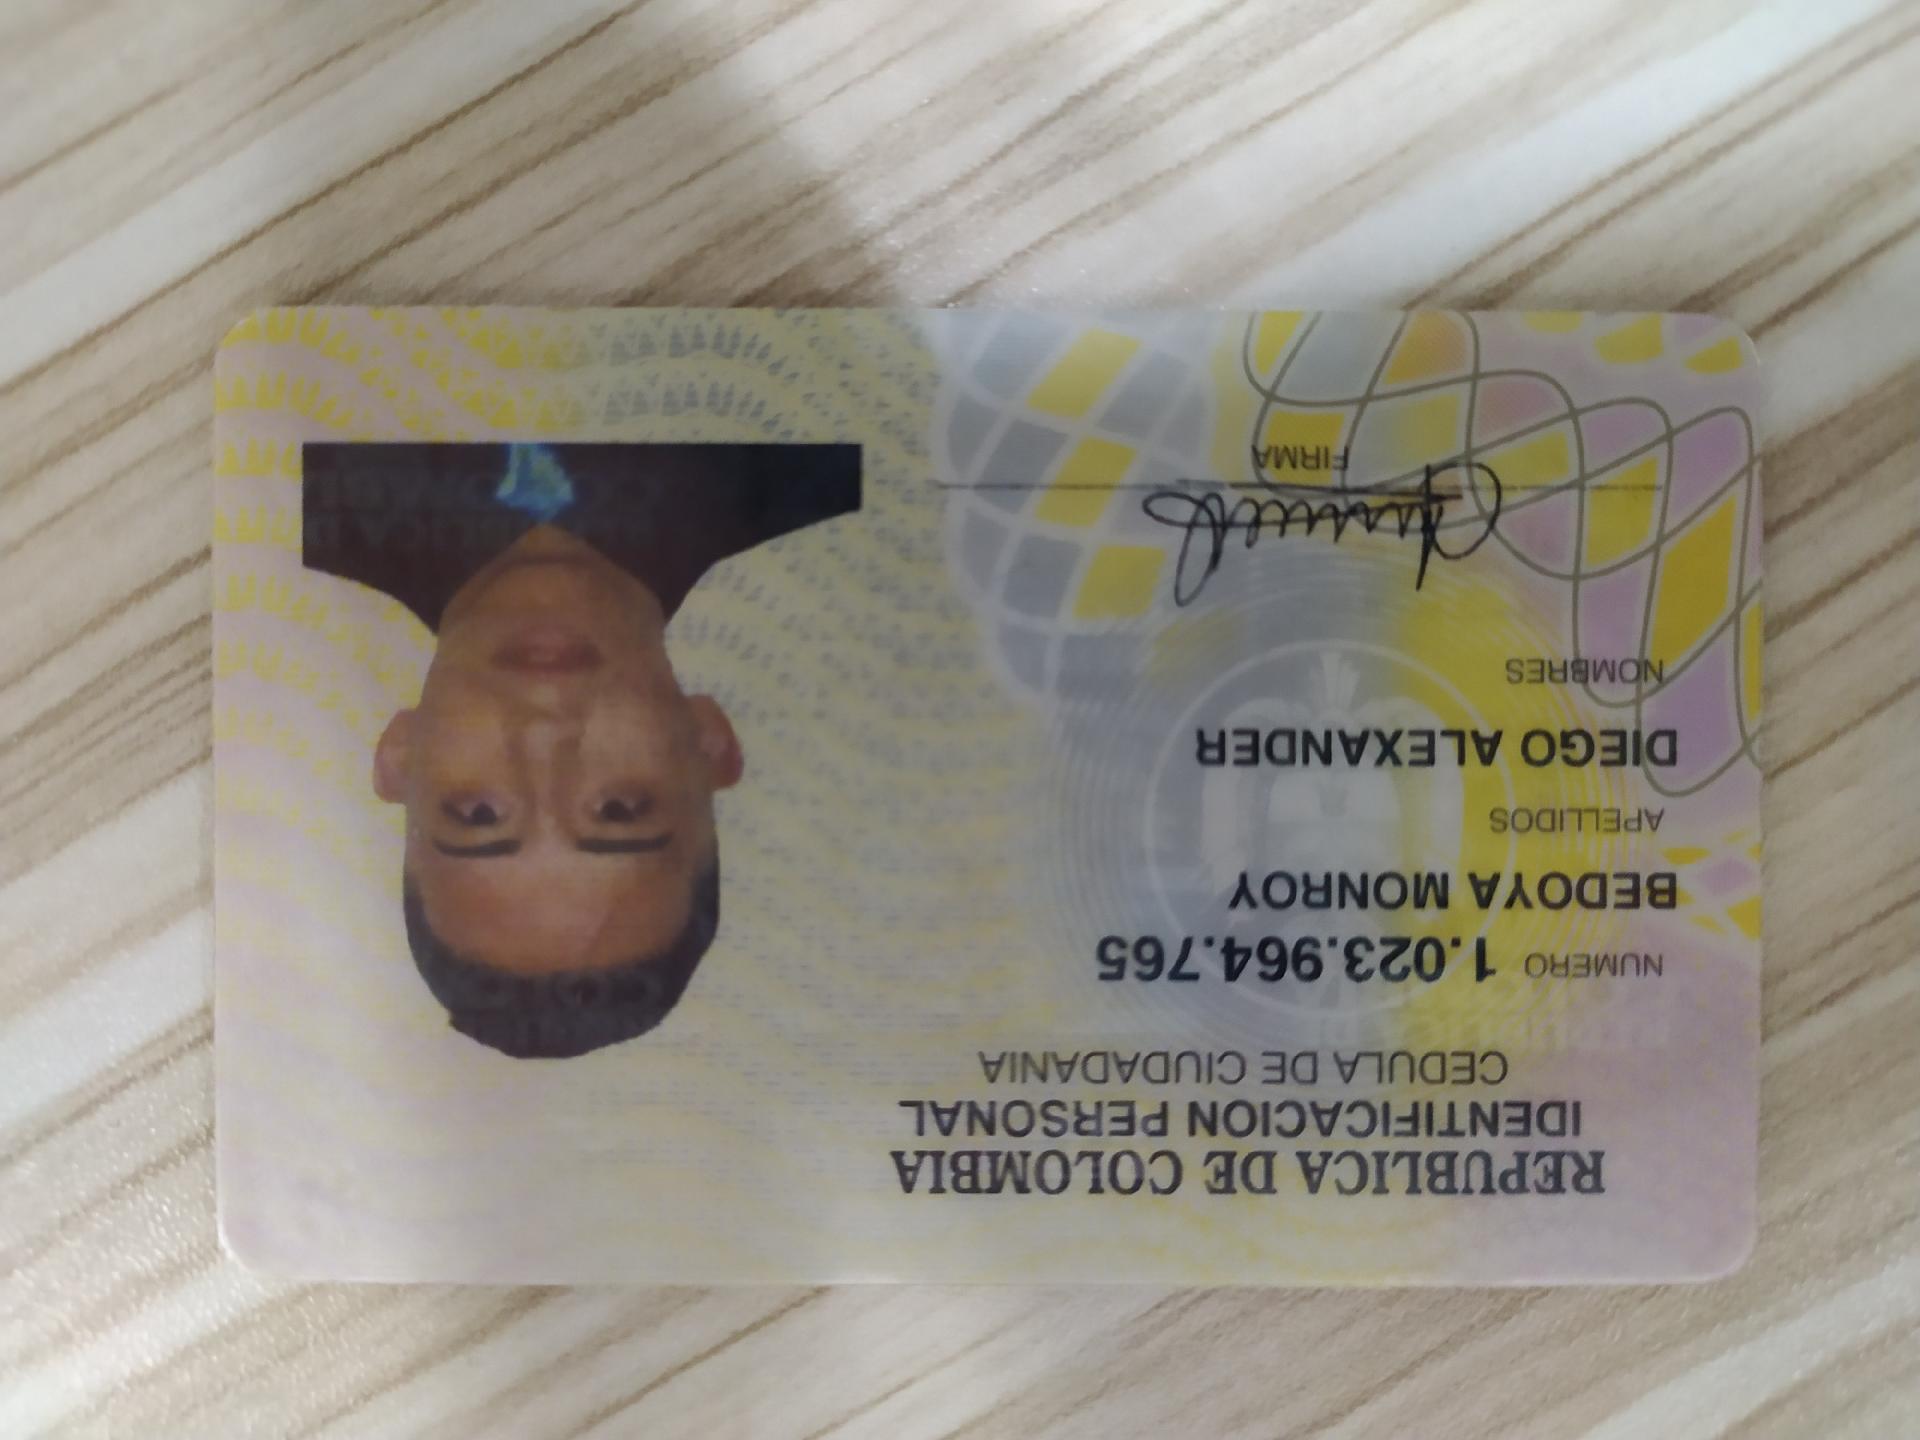 REPUBLICA DE COLOMBIA
IDENTIFICACION PERSONAL
CEDULA DE CIUDADANIA
NUMERO 1.023.964.765
BEDOYA MONROY
APELLIDOS
DIEGO ALEXANDER
NOMBRES
FIRMA